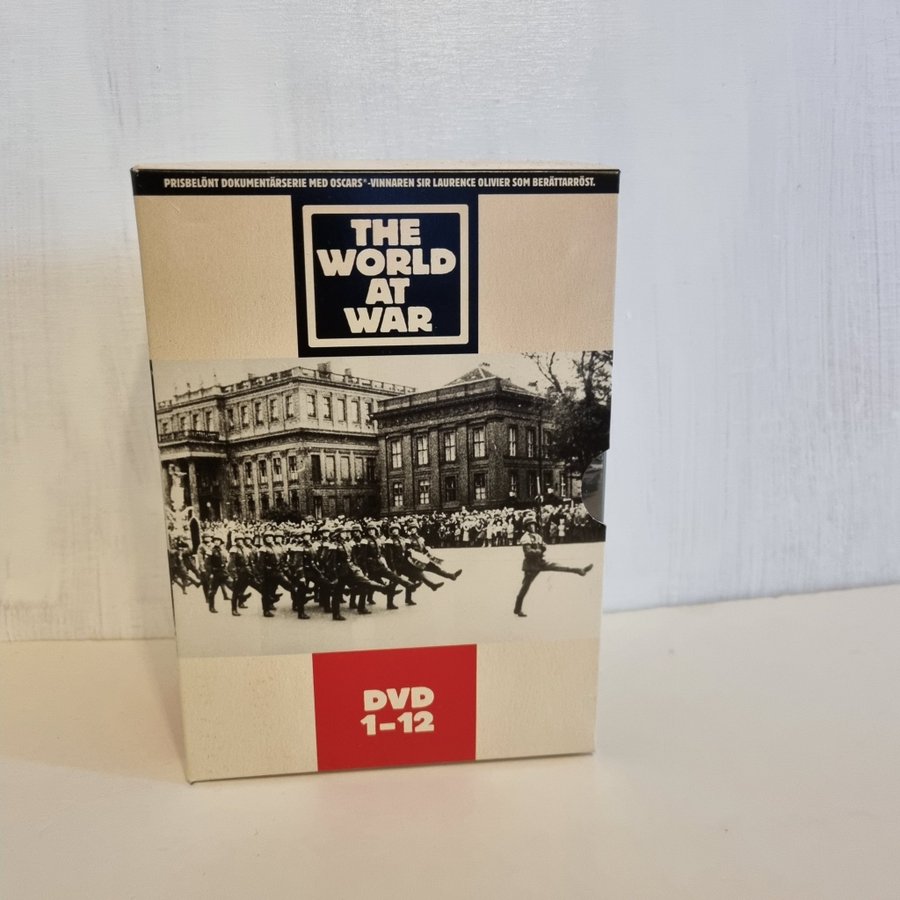 PRISBELÖNT DOKUMENTÄRSERIE MED OSCARS®-VINNAREN SIR LAURENCE OLIVIER SOM BERÄTTARRÖST.
THE
WORLD
AT
WAR
DVD
1-12